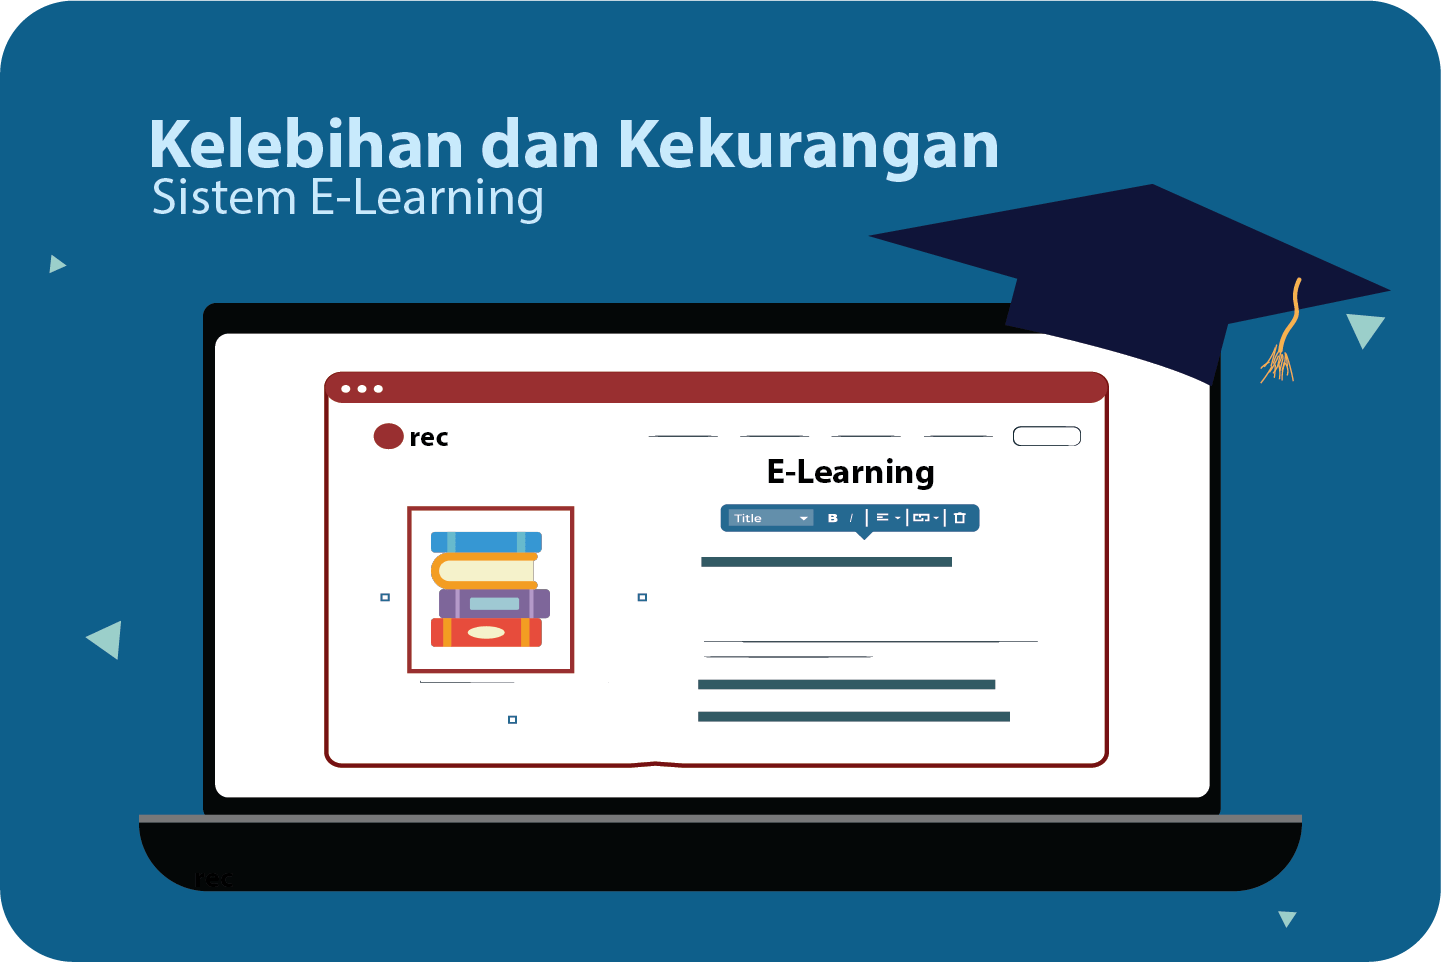 Kelebihan dan Kekurangan
Sistem E-Learning
rec
E-Learning
Title B I
rec